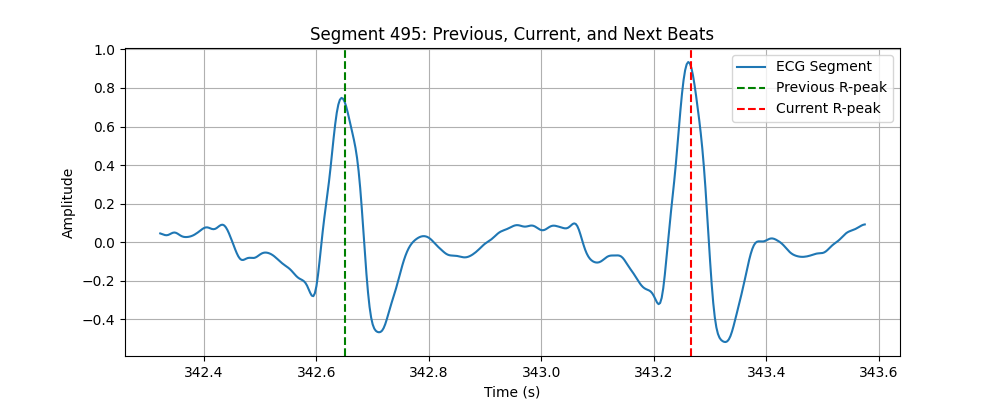 Segment 495: Previous, Current, and Next Beats
ECG Segment
Previous R-peak
Current R-peak
Amplitude
1.0
0.8
0.6
0.4
0.2
0.0
−0.2
−0.4
342.4 342.6 342.8 343.0 343.2 343.4 343.6
Time (s)